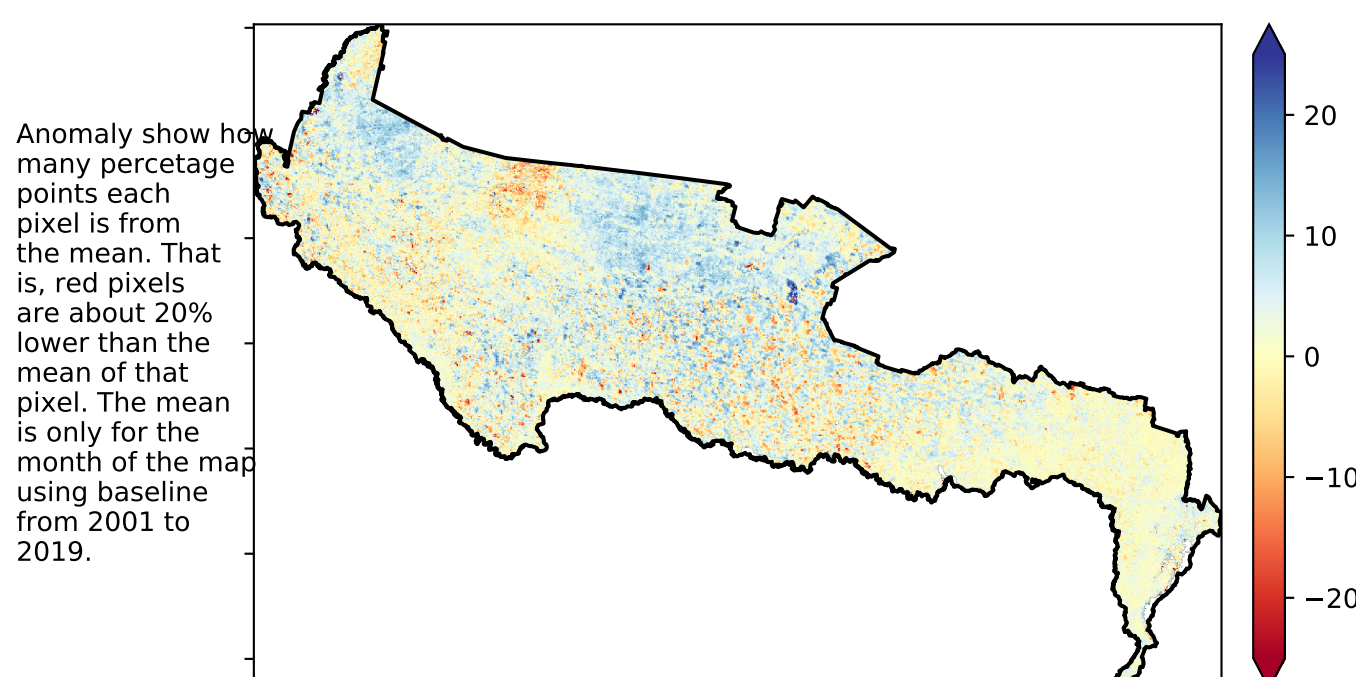 Anomaly show how
many percetage
points each
pixel is from
the mean. That
is, red pixels
are about 20%
lower than the
mean of that
pixel. The mean
is only for the
month of the map
using baseline
from 2001 to
2019.
20
10
0
−10
−20